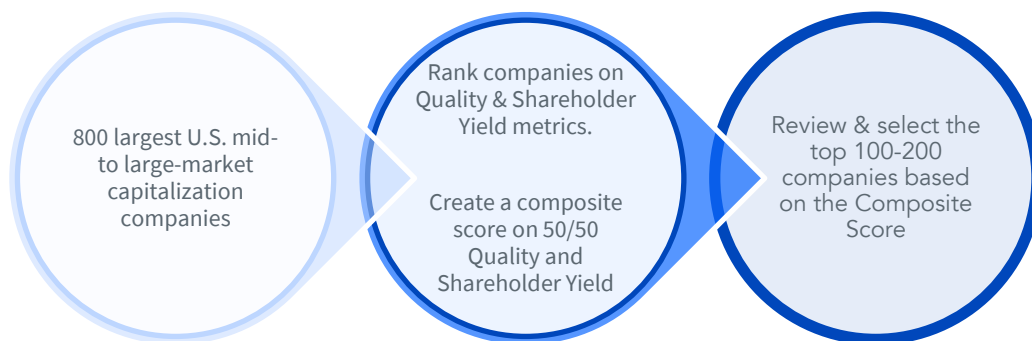 800 largest U.S. mid-
to large-market
capitalization
companies
Rank companies on
Quality & Shareholder
Yield metrics.
Create a composite
score on 50/50
Quality and
Shareholder Yield
Review & select the
top 100-200
companies based
on the Composite
Score